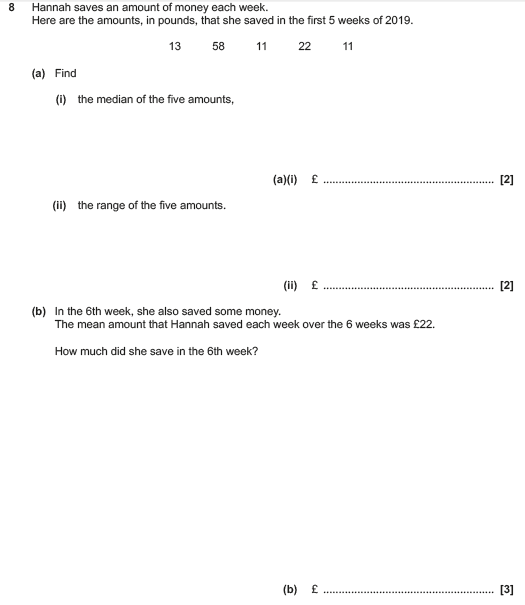 8 Hannah saves an amount of money each week.
Here are the amounts, in pounds, that she saved in the first 5 weeks of 2019.
13 58 11 22 11
(a) Find
(i) the median of the five amounts,
(a)(i) £ ........................................................ [2]
(ii) the range of the five amounts.
(ii) £ ........................................................ [2]
(b) In the 6th week, she also saved some money.
The mean amount that Hannah saved each week over the 6 weeks was £22.
How much did she save in the 6th week?
(b) £ ........................................................ [3]